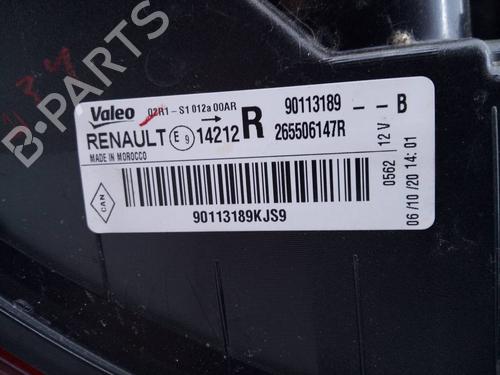 B-Parts
Valeo 02R1-S1 012a 00AR
90113189 -- B
RENAULT E9 14212 R 265506147R
MADE IN MOROCCO
CAN
90113189KJS9
0562 12 V
06/10/20 14:01